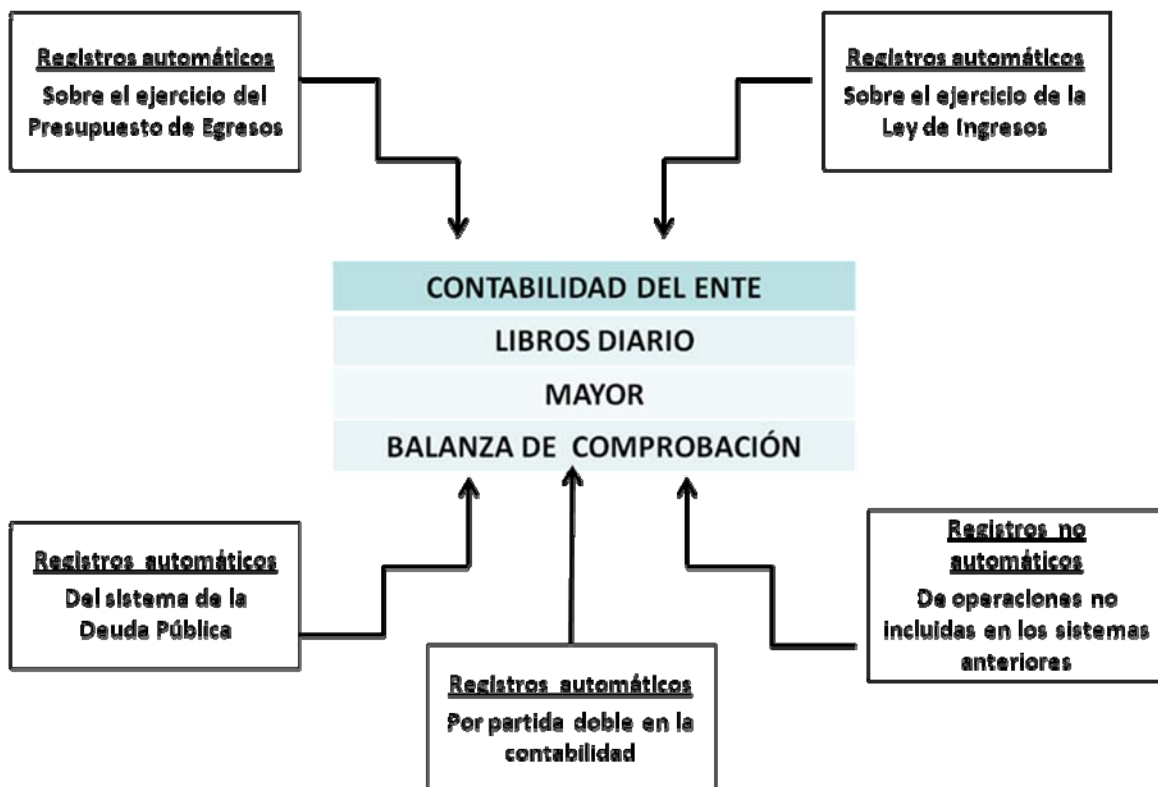 Registros automáticos
Sobre el ejercicio del
Presupuesto de Egresos
Registros automáticos
Sobre el ejercicio de la
Ley de Ingresos
CONTABILIDAD DEL ENTE
LIBROS DIARIO
MAYOR
BALANZA DE COMPROBACIÓN
Registros automáticos
Del sistema de la
Deuda Pública
Registros automáticos
Por partida doble en la
contabilidad
Registros no
automáticos
De operaciones no
incluidas en los sistemas
anteriores